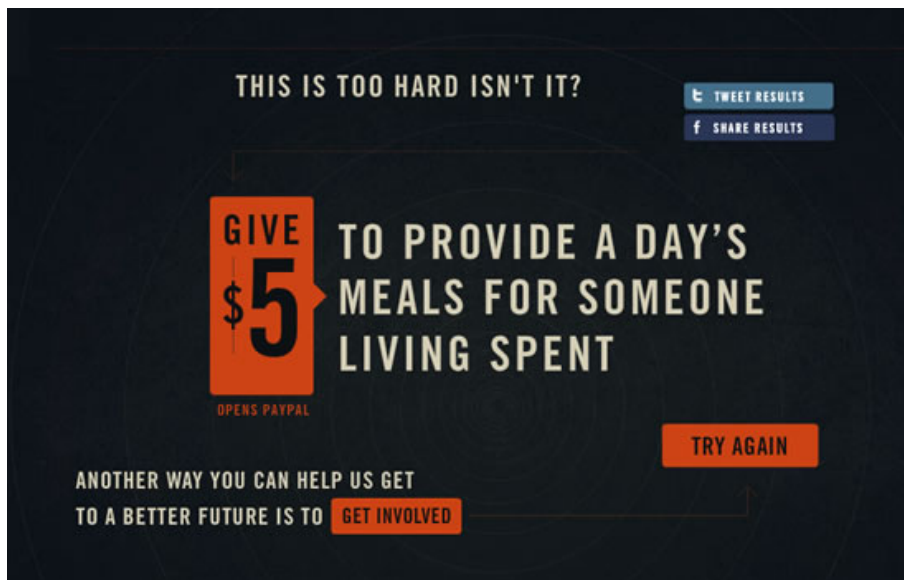 THIS IS TOO HARD ISN'T IT?
TWEET RESULTS
SHARE RESULTS
GIVE
$5
TO PROVIDE A DAY'S
MEALS FOR SOMEONE
LIVING SPENT
OPENS PAYPAL
TRY AGAIN
ANOTHER WAY YOU CAN HELP US GET
TO A BETTER FUTURE IS TO GET INVOLVED